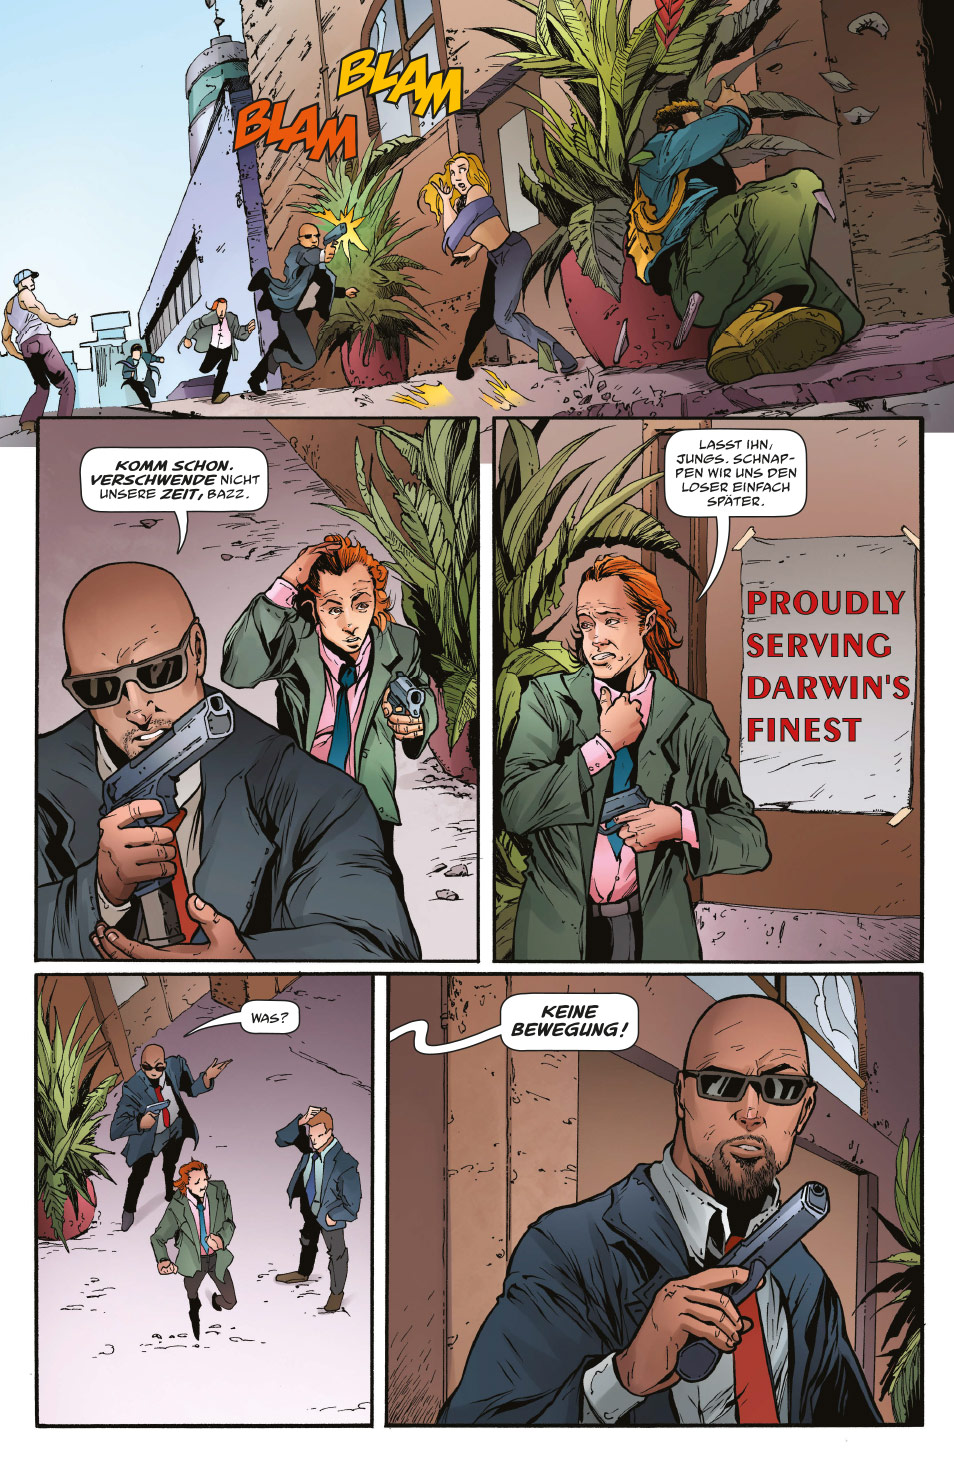 BLAM
BLAM
KOMM SCHON.
VERSCHWENDE NICHT
UNSERE ZEIT, BAZZ.
LASST IHN,
JUNGS. SCHNAP-
PEN WIR UNS DEN
LOSER EINFACH
SPÄTER.
PROUDLY
SERVING
DARWIN'S
FINEST
WAS?
KEINE
BEWEGUNG!